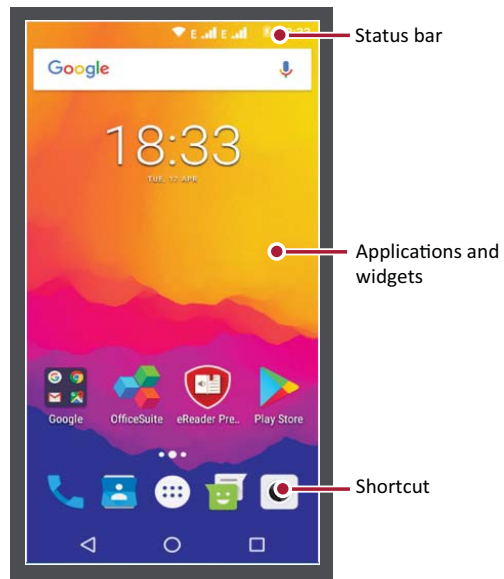 E E
Status bar
Google
18:33
TUE, 17 APR
Applications and
widgets
Google OfficeSuite eReader Pre.. Play Store
Shortcut